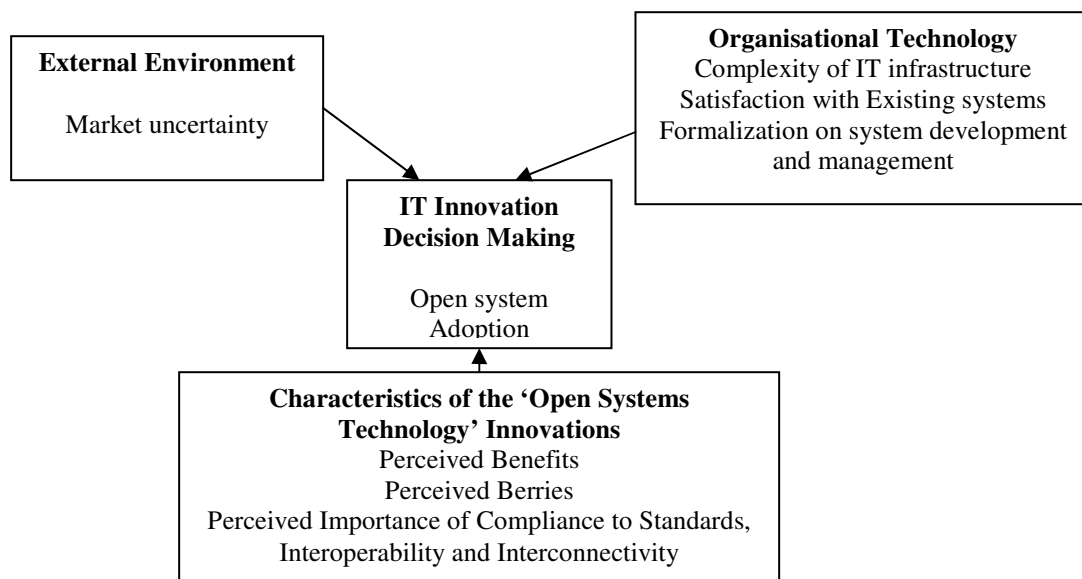 External Environment
Market uncertainty
Organisational Technology
Complexity of IT infrastructure
Satisfaction with Existing systems
Formalization on system development
and management
IT Innovation
Decision Making
Open system
Adoption
Characteristics of the ‘Open Systems
Technology’ Innovations
Perceived Benefits
Perceived Berries
Perceived Importance of Compliance to Standards,
Interoperability and Interconnectivity